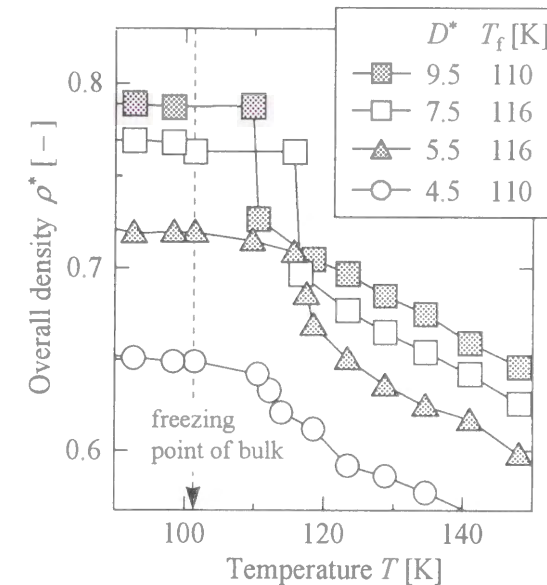 D* T_f [K]
9.5 110
7.5 116
5.5 116
4.5 110
0.8
0.7
0.6
Overall density ρ* [−]
freezing
point of bulk
100 120 140
Temperature T [K]